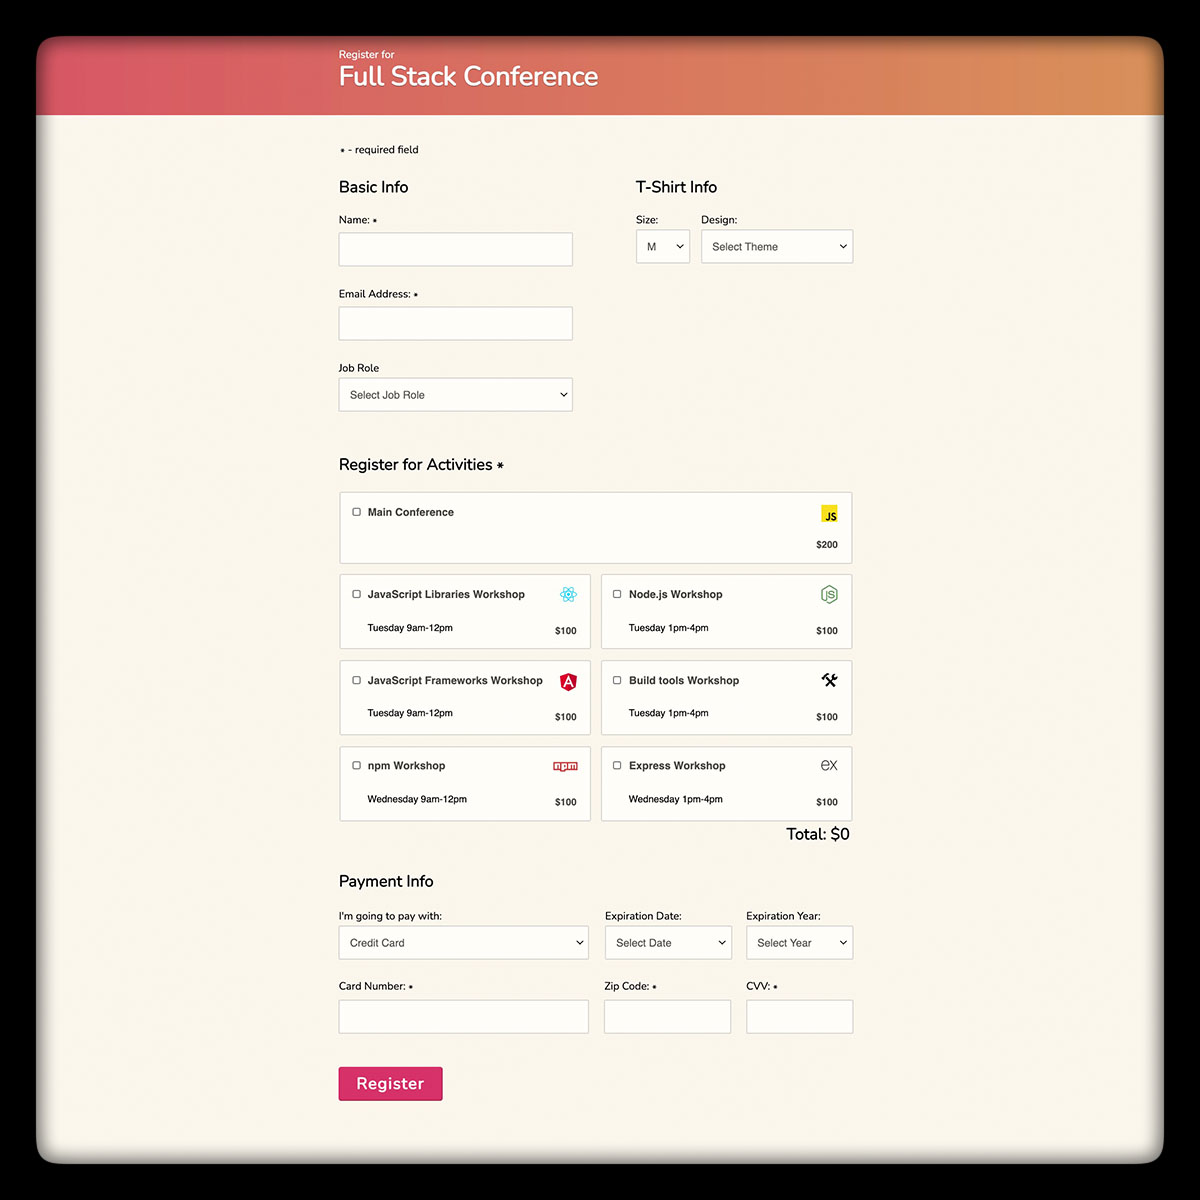 Register for
Full Stack Conference
* - required field
Basic Info
Name: *
Email Address: *
Job Role
Select Job Role
T-Shirt Info
Size:
Design:
M
Select Theme
Register for Activities *
Main Conference
JS
$200
JavaScript Libraries Workshop
Tuesday 9am-12pm
$100
Node.js Workshop
JS
Tuesday 1pm-4pm
$100
JavaScript Frameworks Workshop
A
Tuesday 9am-12pm
$100
Build tools Workshop
Tuesday 1pm-4pm
$100
npm Workshop
npm
Wednesday 9am-12pm
$100
Express Workshop
ex
Wednesday 1pm-4pm
$100
Total: $0
Payment Info
I'm going to pay with:
Credit Card
Expiration Date:
Select Date
Expiration Year:
Select Year
Card Number: *
Zip Code: *
CVV: *
Register